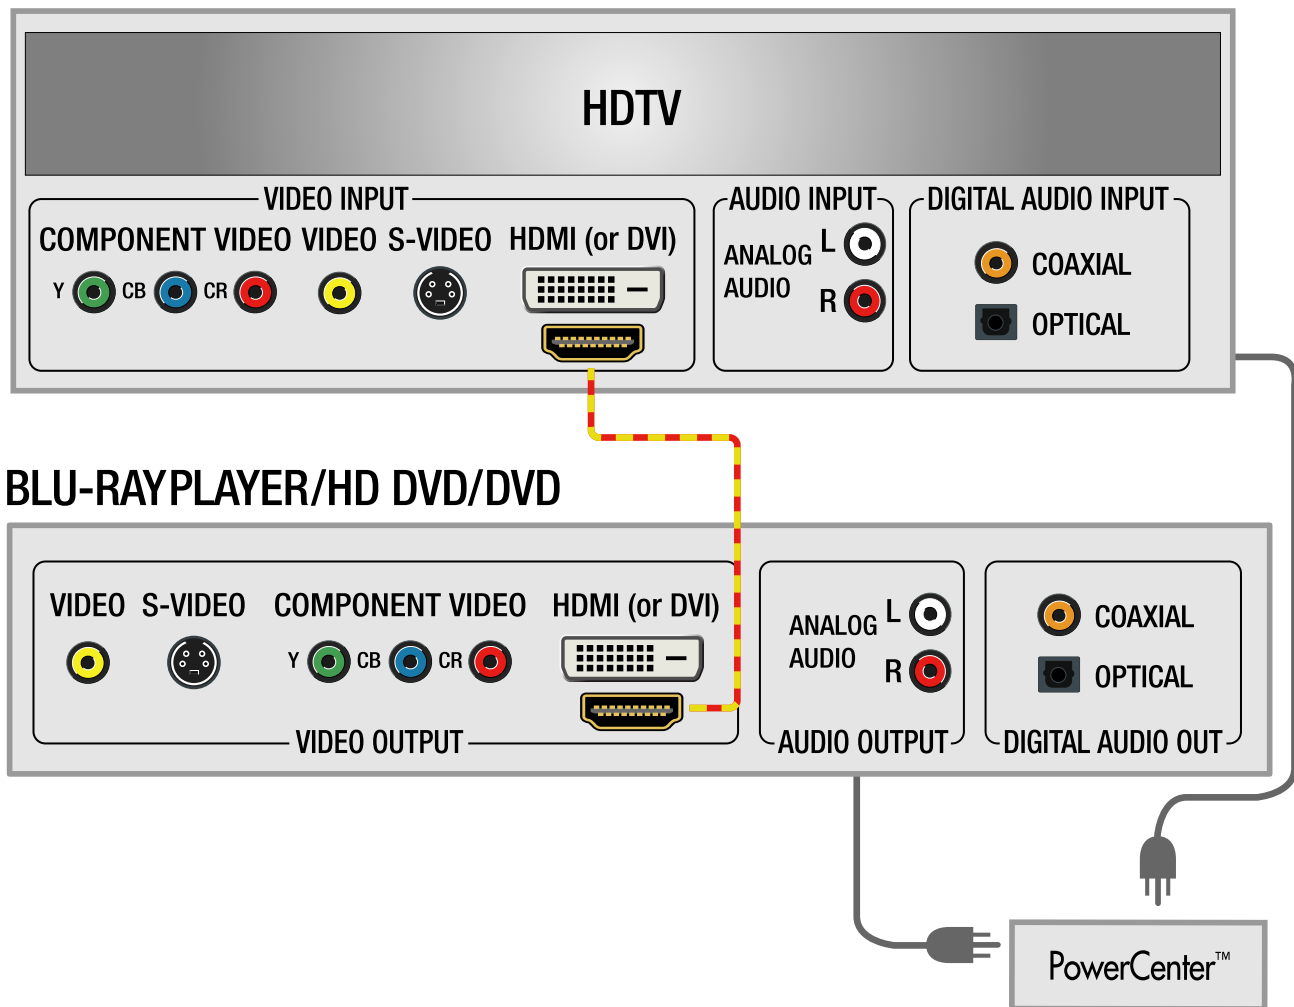 HDTV
VIDEO INPUT
COMPONENT VIDEO VIDEO S-VIDEO HDMI (or DVI)
Y CB CR
AUDIO INPUT
ANALOG AUDIO
L
R
DIGITAL AUDIO INPUT
COAXIAL
OPTICAL
BLU-RAYPLAYER/HD DVD/DVD
VIDEO S-VIDEO COMPONENT VIDEO HDMI (or DVI)
Y CB CR
VIDEO OUTPUT
ANALOG AUDIO
L
R
AUDIO OUTPUT
COAXIAL
OPTICAL
DIGITAL AUDIO OUT
PowerCenter™